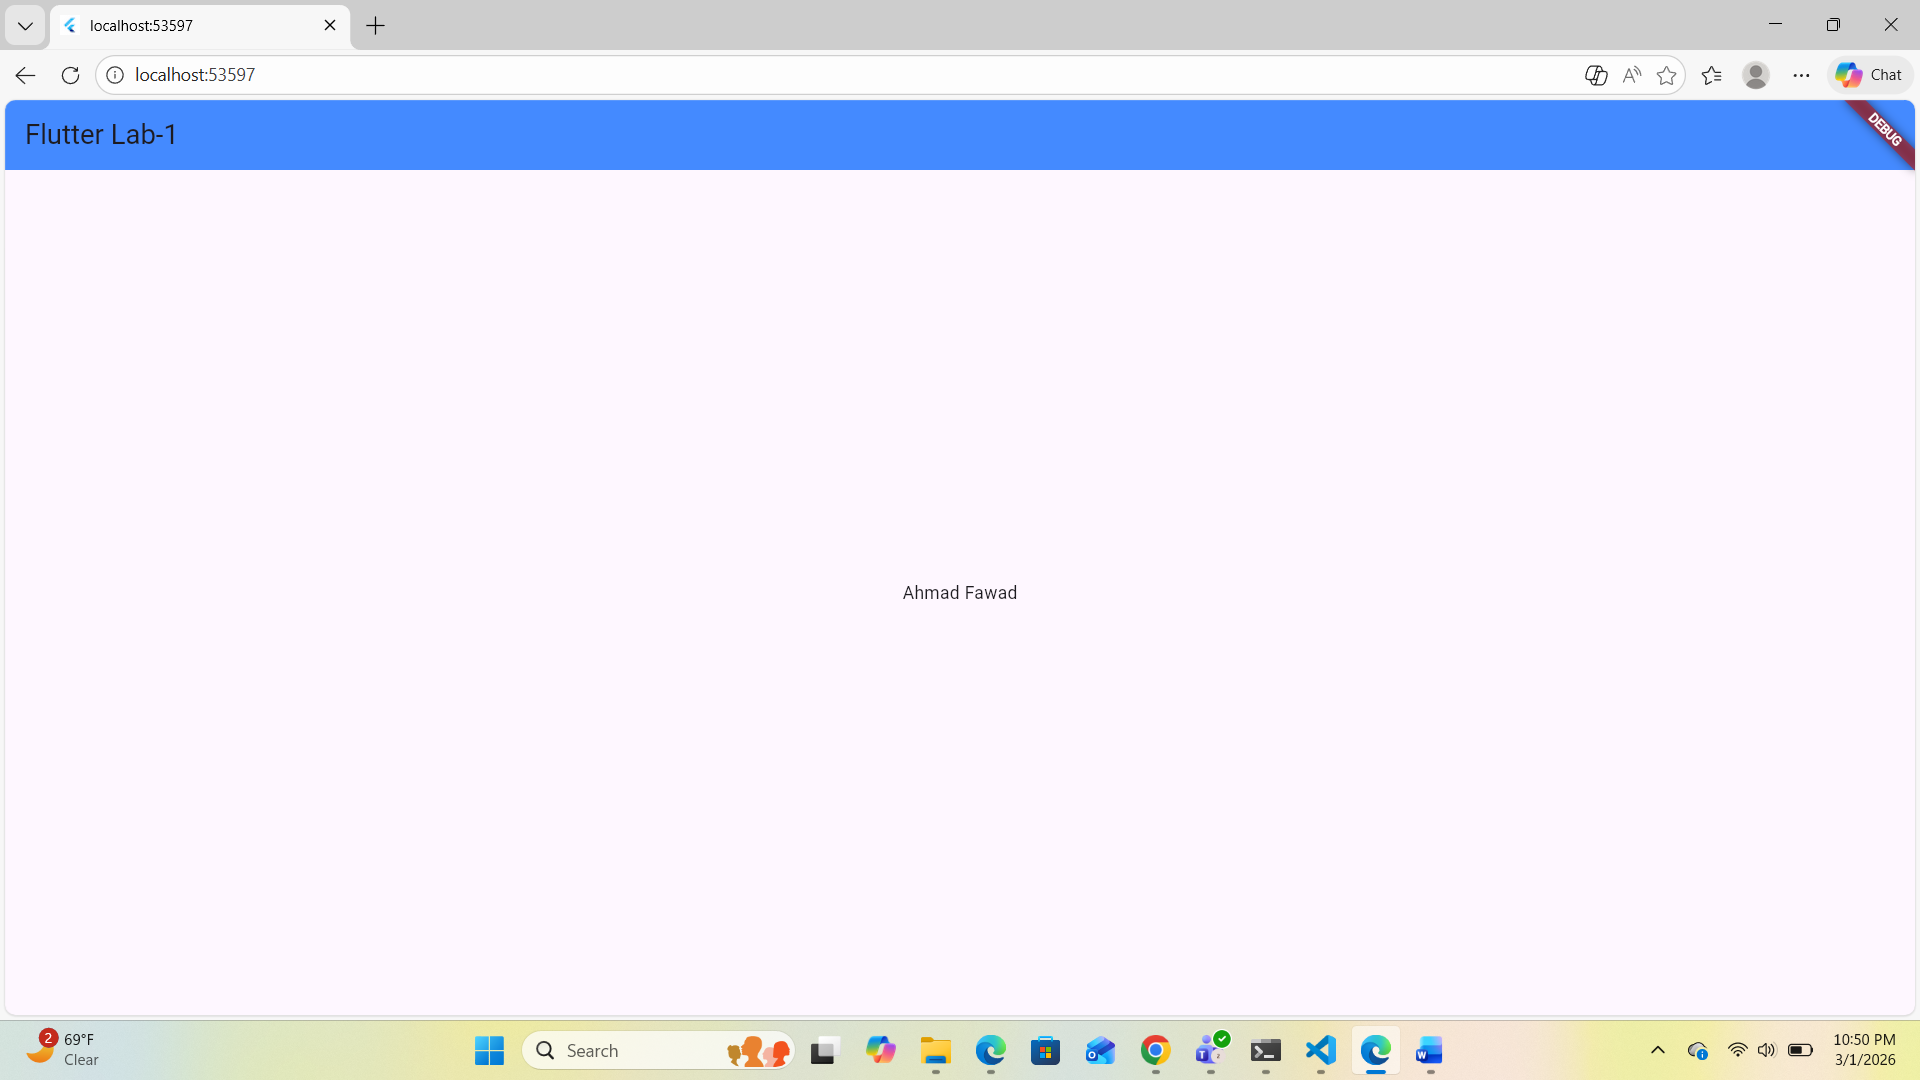 localhost:53597
localhost:53597
Chat
Flutter Lab-1
DEBUG
Ahmad Fawad
2
69°F
Clear
Search
10:50 PM
3/1/2026